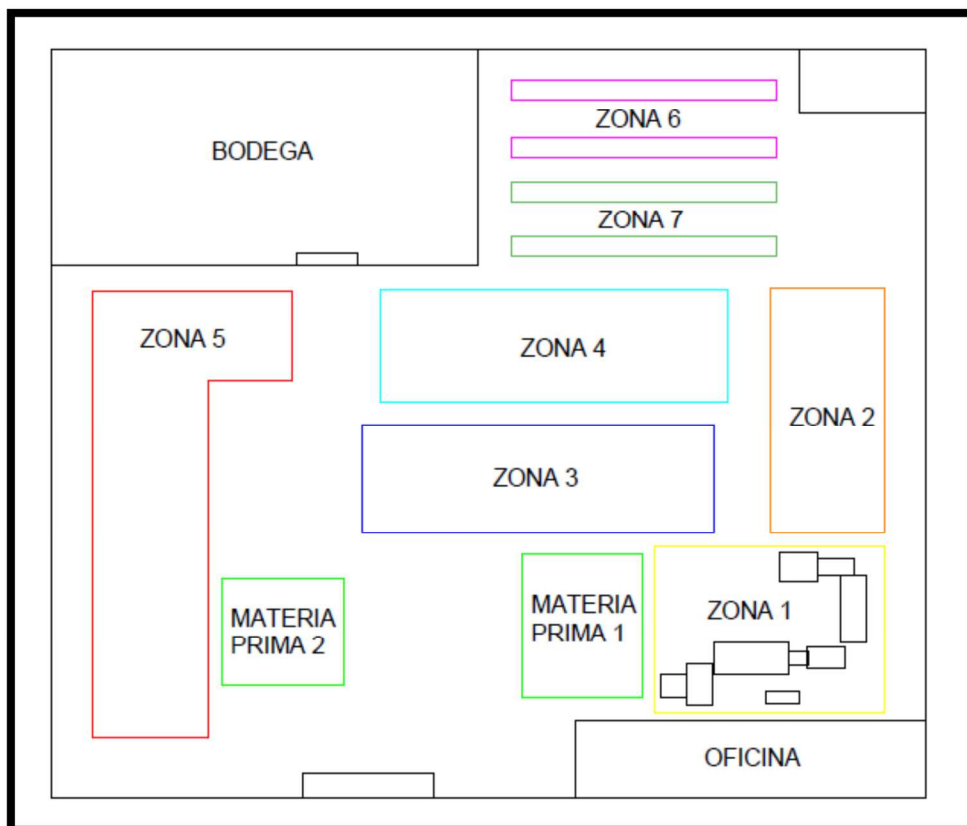 ZONA 6
BODEGA
ZONA 7
ZONA 5
ZONA 4
ZONA 2
ZONA 3
MATERIA
PRIMA 2
MATERIA
PRIMA 1
ZONA 1
OFICINA